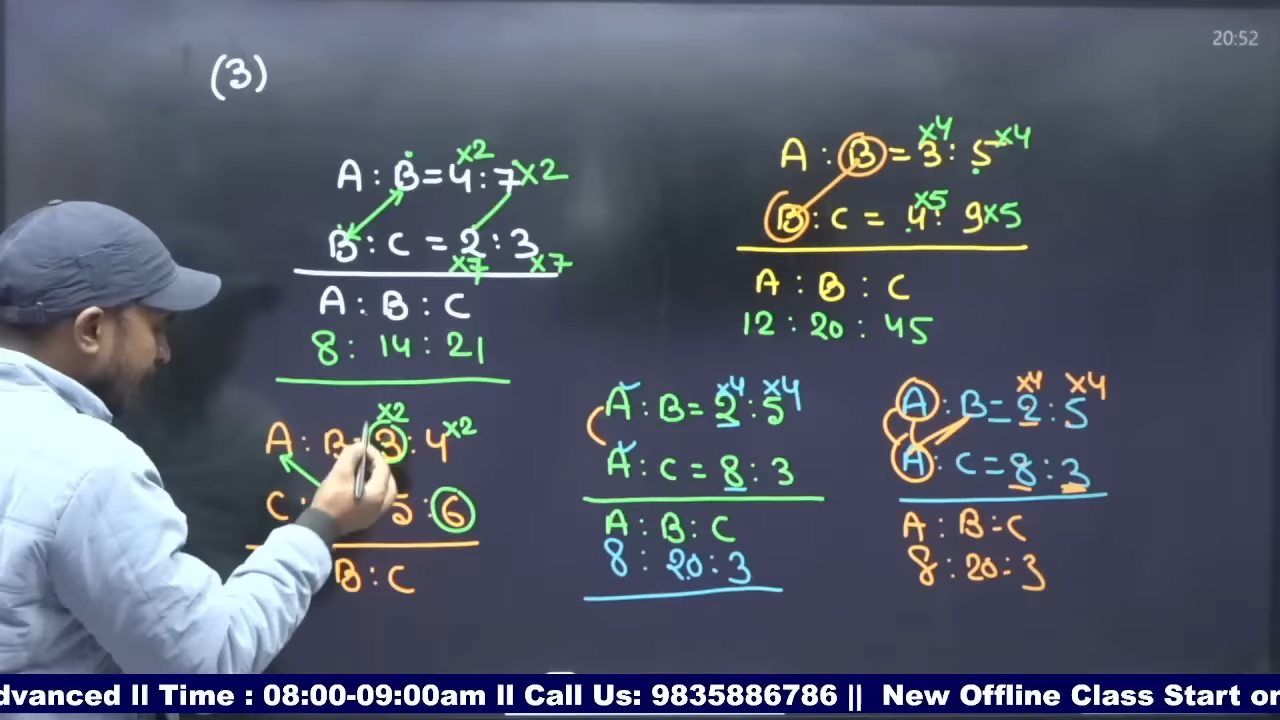 20:52
(3)
A : B = 4 : 7
×2 ×2
B : C = 2 : 3
×7 ×7
A : B : C
8 : 14 : 21
A : B = 3 : 5
×4 ×4
B : C = 4 : 9
×5 ×5
A : B : C
12 : 20 : 45
A : B 3 : 4
×2 ×2
C : 5 : 6
B : C
A : B = 2 : 5
×4 ×4
A : C = 8 : 3
A : B : C
8 : 20 : 3
A : B = 2 : 5
×4 ×4
A : C = 8 : 3
A : B : C
8 : 20 : 3
dvanced ll Time : 08:00-09:00am ll Call Us: 9835886786 || New Offline Class Start or